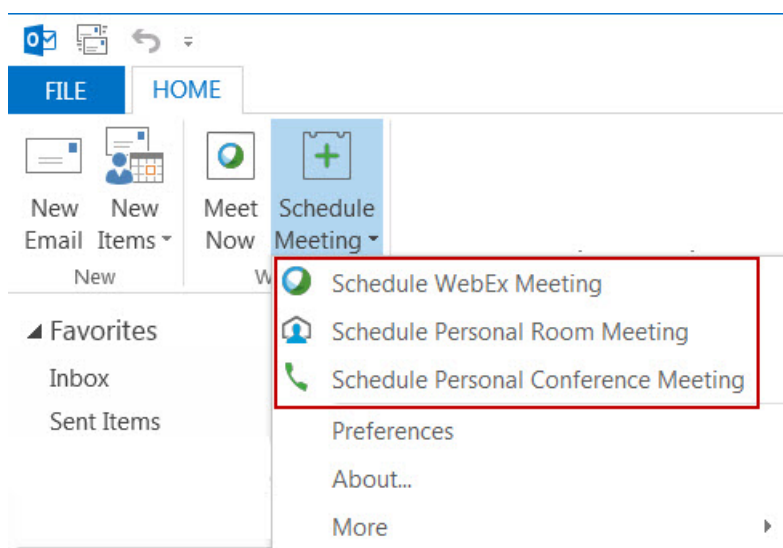 FILE HOME
New New Meet Schedule
Email Items Now Meeting
New W
Schedule WebEx Meeting
Favorites
Schedule Personal Room Meeting
Inbox
Schedule Personal Conference Meeting
Sent Items
Preferences
About...
More